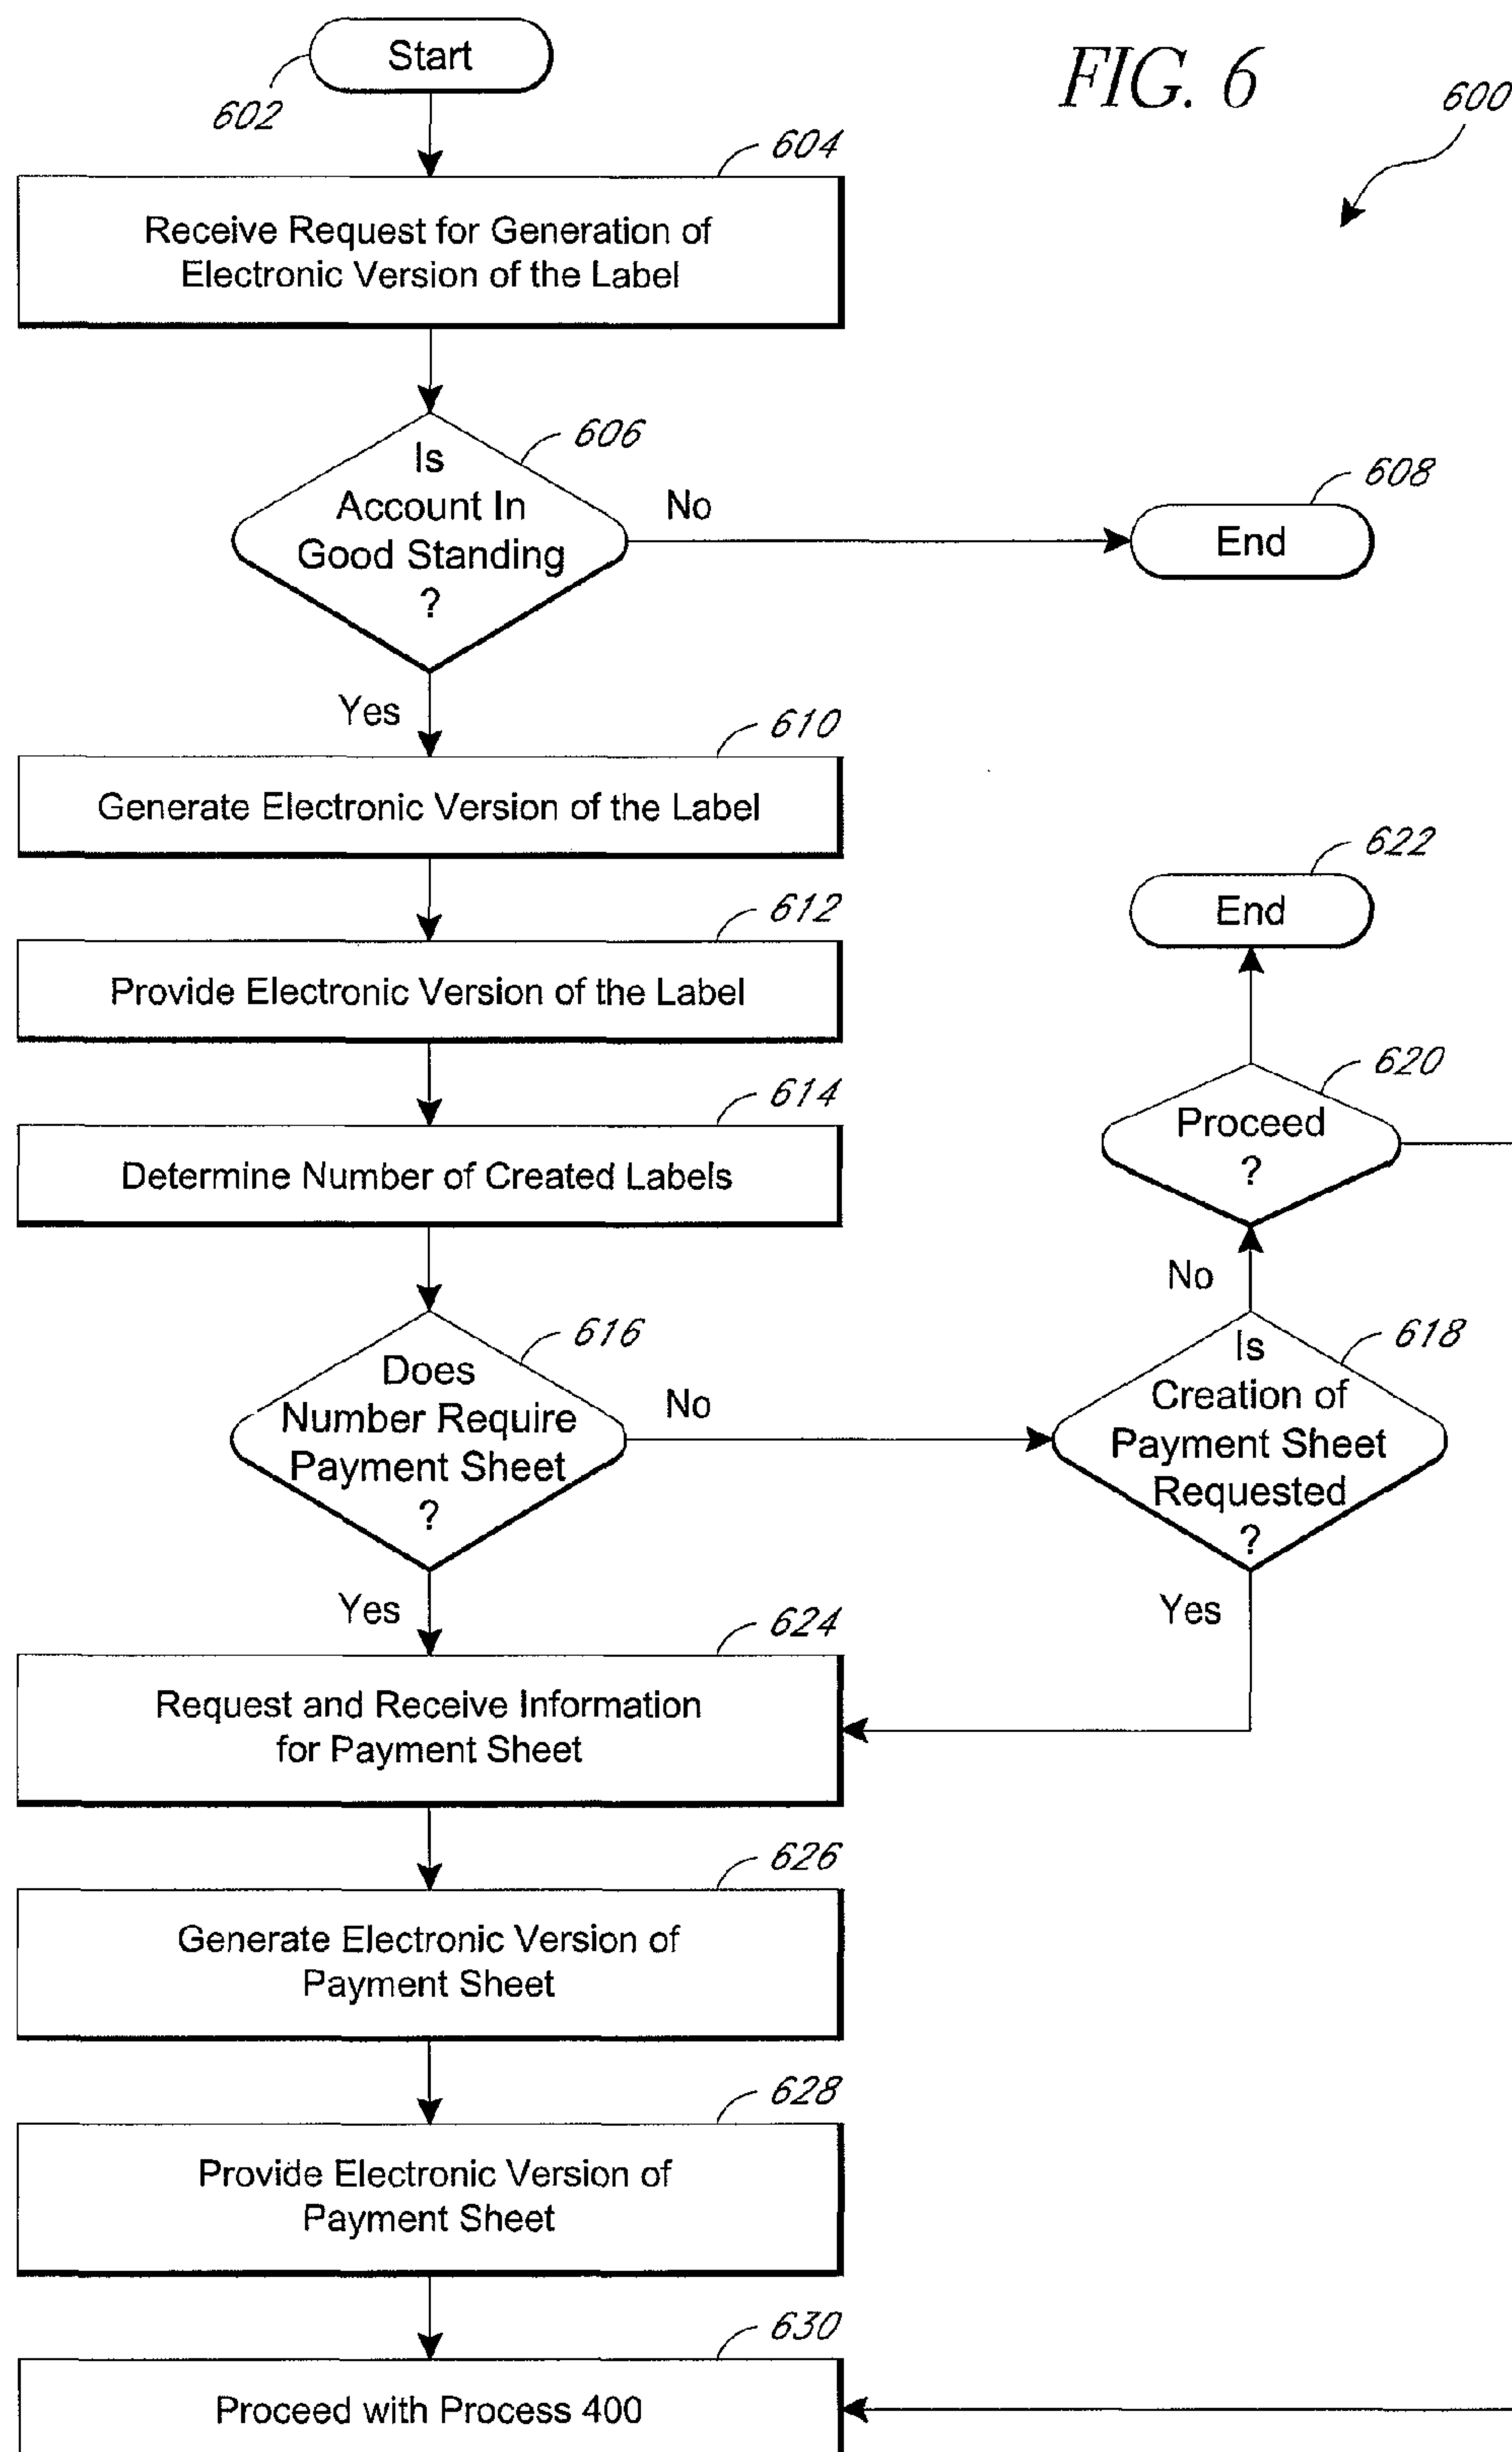 Start
FIG. 6
600
602
604
Receive Request for Generation of
Electronic Version of the Label
606
Is
Account In
Good Standing
?
No
608
End
Yes
610
Generate Electronic Version of the Label
612
Provide Electronic Version of the Label
614
Determine Number of Created Labels
622
End
620
Proceed
?
No
616
Does
Number Require
Payment Sheet
?
No
618
Is
Creation of
Payment Sheet
Requested
?
Yes
Yes
624
Request and Receive Information
for Payment Sheet
626
Generate Electronic Version of
Payment Sheet
628
Provide Electronic Version of
Payment Sheet
630
Proceed with Process 400